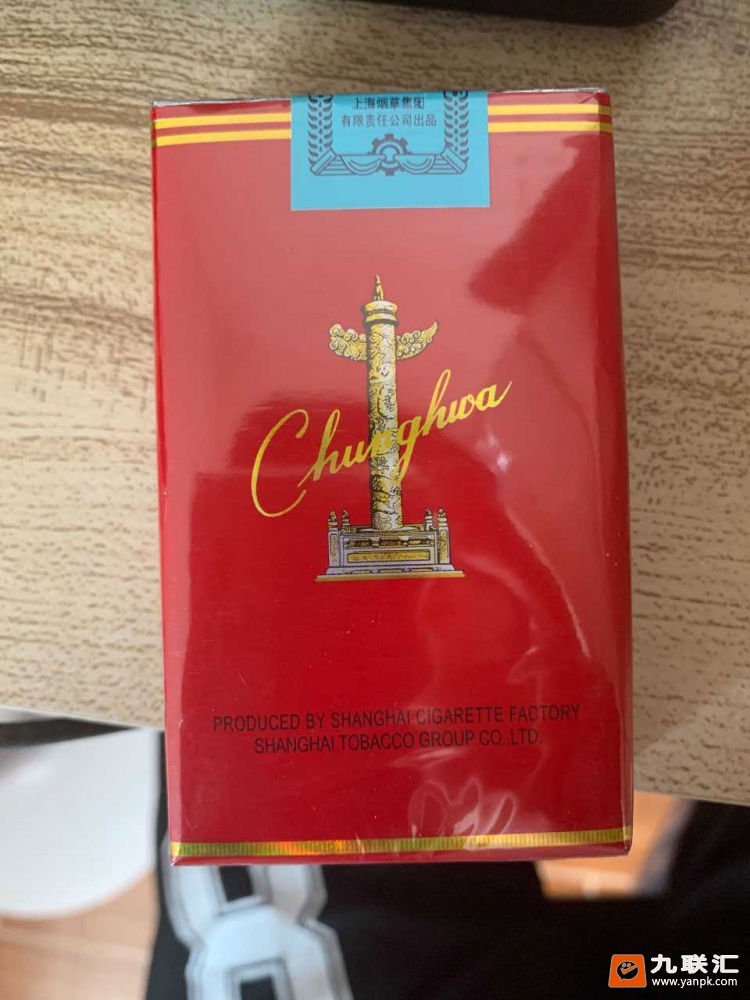 上海烟草集团
有限责任公司出品
Chunghwa
PRODUCED BY SHANGHAI CIGARETTE FACTORY
SHANGHAI TOBACCO GROUP CO.,LTD.
8
九联汇
www.yanpk.com